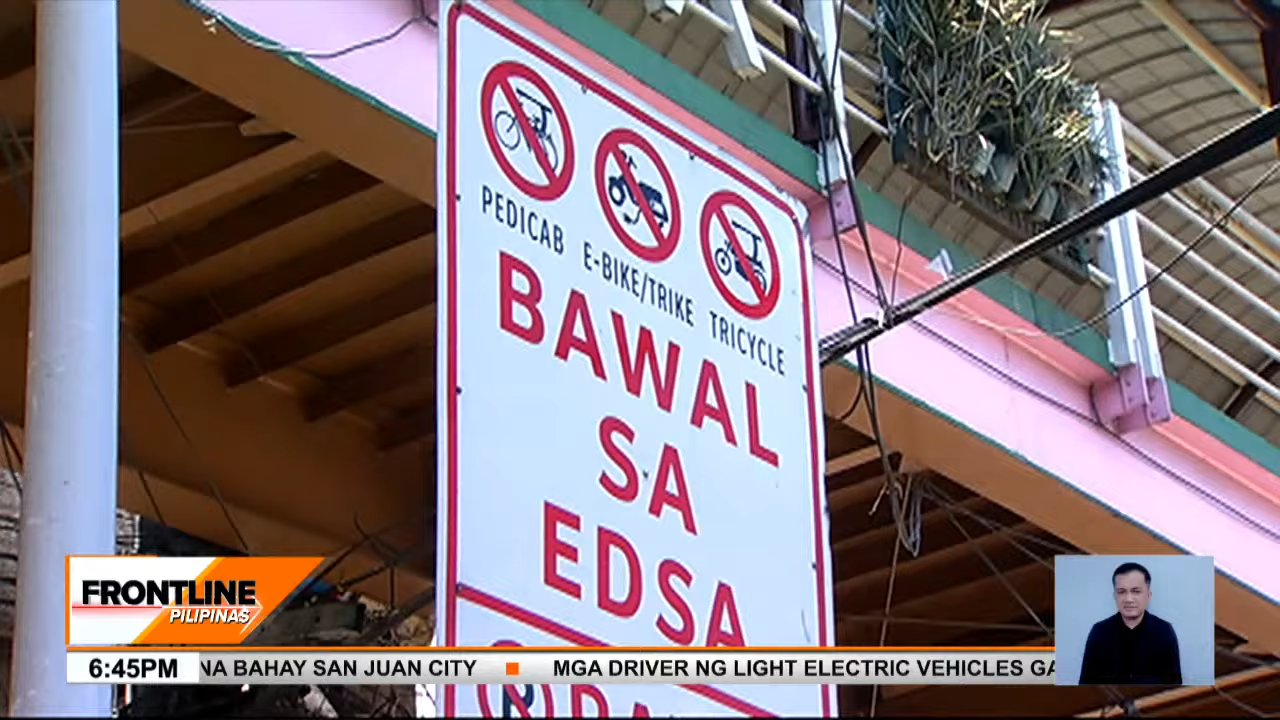 PEDICAB E-BIKE/TRIKE TRICYCLE
BAWAL
SA
EDSA
FRONTLINE
PILIPINAS
6:45PM
NA BAHAY SAN JUAN CITY ■ MGA DRIVER NG LIGHT ELECTRIC VEHICLES GA